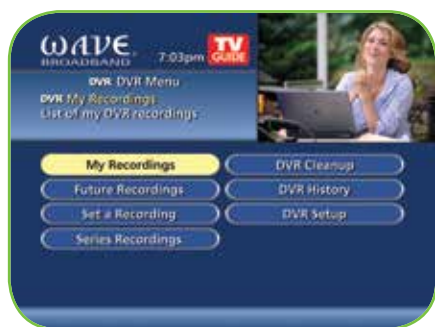 WAVE
BROADBAND
7:03pm
TV
GUIDE
DVR DVR Menu
DVR My Recordings
List of my DVR recordings
My Recordings
DVR Cleanup
Future Recordings
DVR History
Set a Recording
DVR Setup
Series Recordings